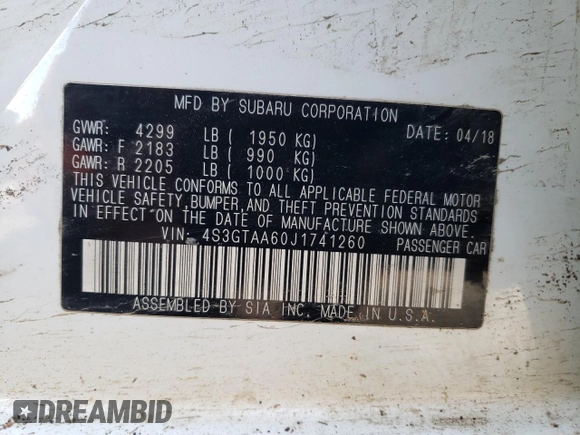 MFD BY SUBARU CORPORATION
GVWR: 4299 LB ( 1950 KG) DATE: 04/18
GAWR: F 2183 LB ( 990 KG)
GAWR: R 2205 LB ( 1000 KG)
THIS VEHICLE CONFORMS TO ALL APPLICABLE FEDERAL MOTOR
VEHICLE SAFETY, BUMPER, AND THEFT PREVENTION STANDARDS
IN EFFECT ON THE DATE OF MANUFACTURE SHOWN ABOVE.
VIN: 4S3GTAA60J1741260 PASSENGER CAR
ASSEMBLED BY SIA INC. MADE IN U.S.A.
DREAMBID